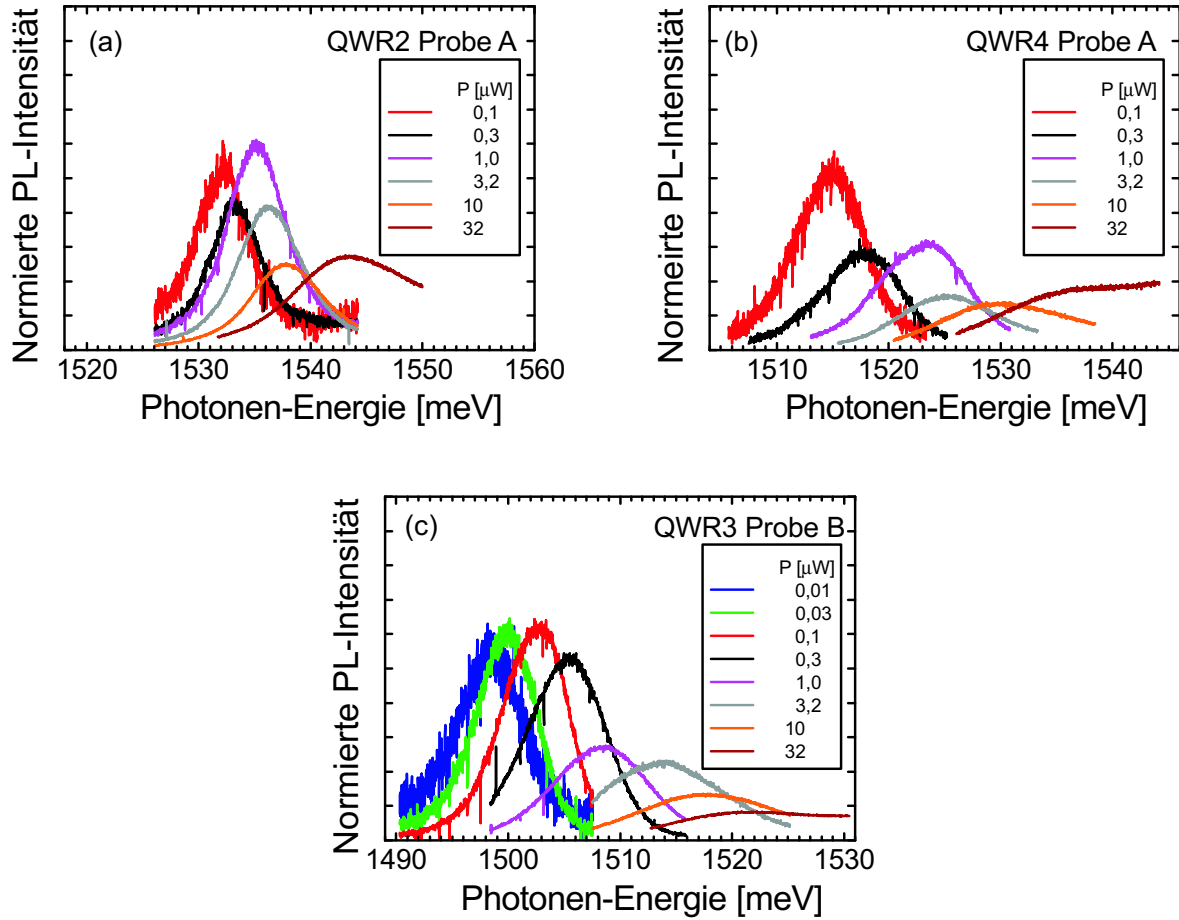 (a)
QWR2 Probe A
Normierte PL-Intensität
P [µW]
0,1
0,3
1,0
3,2
10
32
1520 1530 1540 1550 1560
Photonen-Energie [meV]
(b)
QWR4 Probe A
Normeirte PL-Intensität
P [µW]
0,1
0,3
1,0
3,2
10
32
1510 1520 1530 1540
Photonen-Energie [meV]
(c)
QWR3 Probe B
Normierte PL-Intensität
P [µW]
0,01
0,03
0,1
0,3
1,0
3,2
10
32
1490 1500 1510 1520 1530
Photonen-Energie [meV]